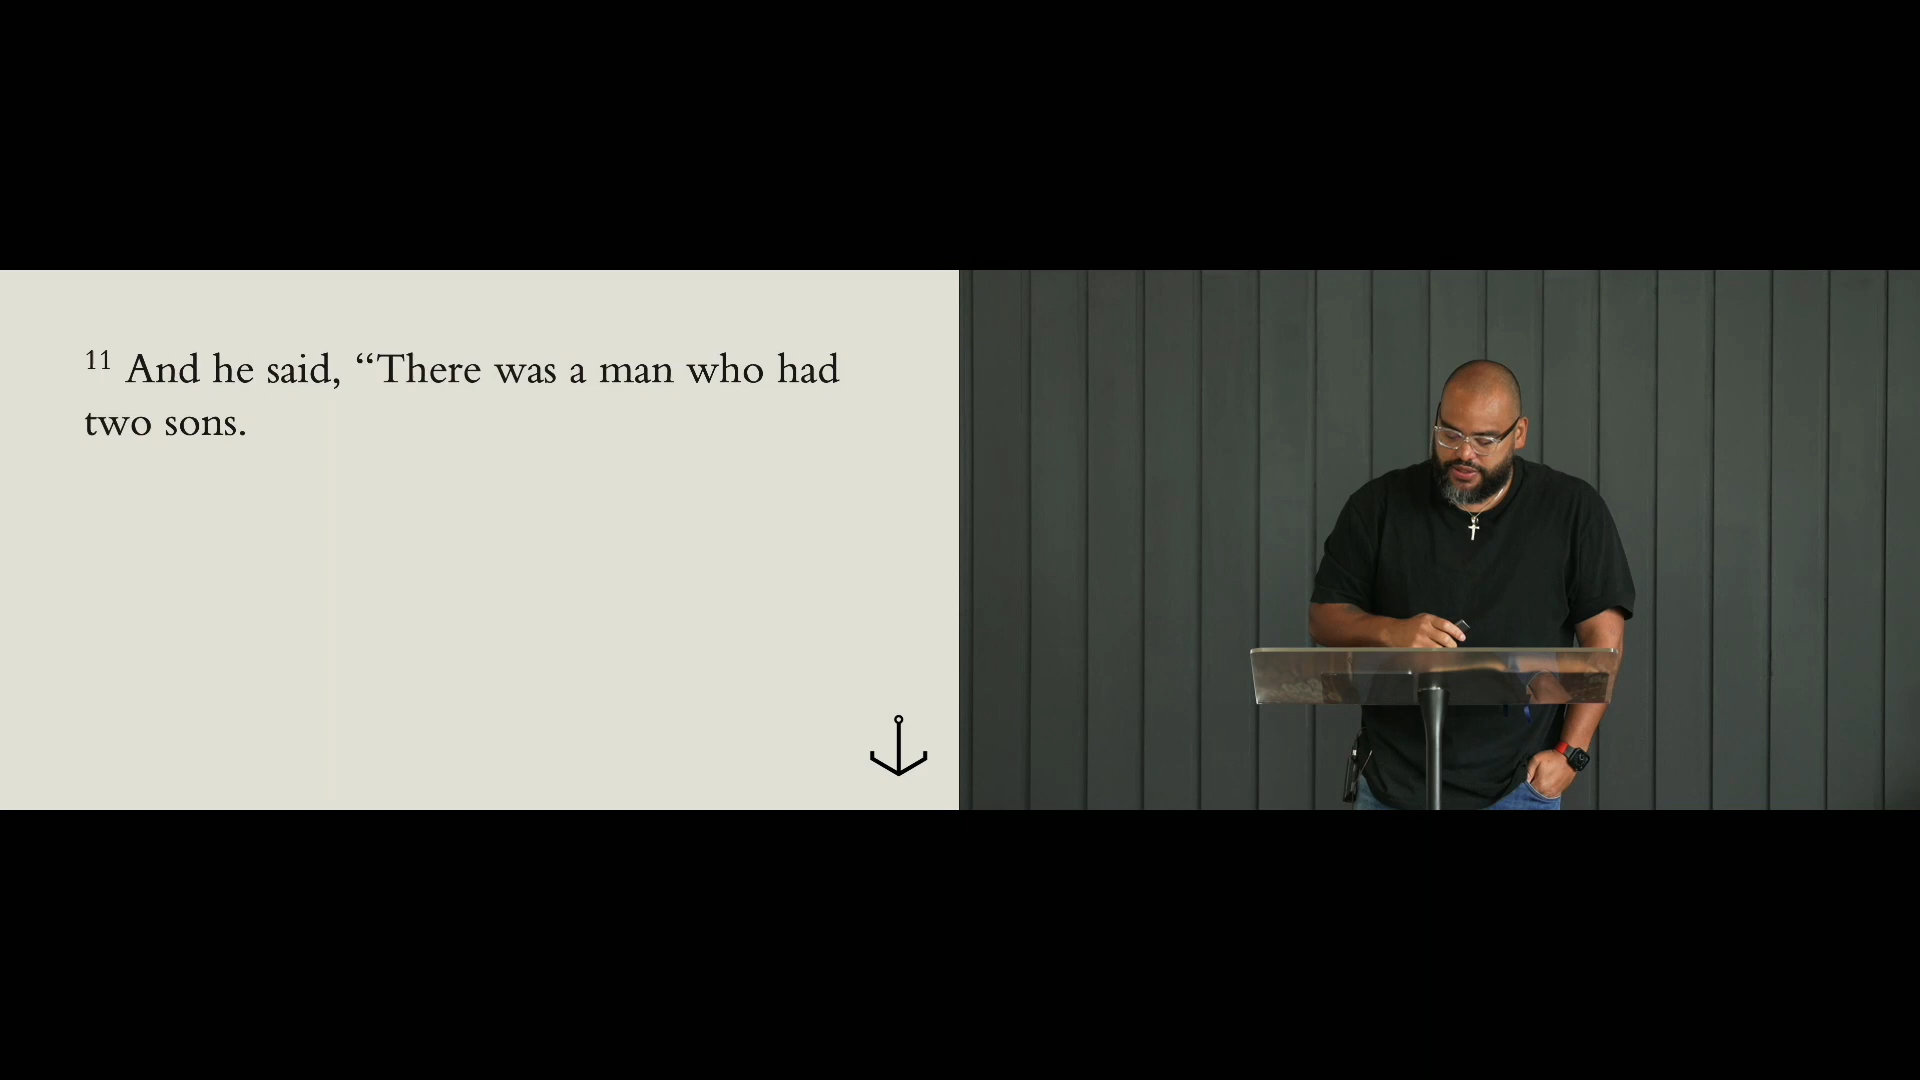 11 And he said, “There was a man who had
two sons.